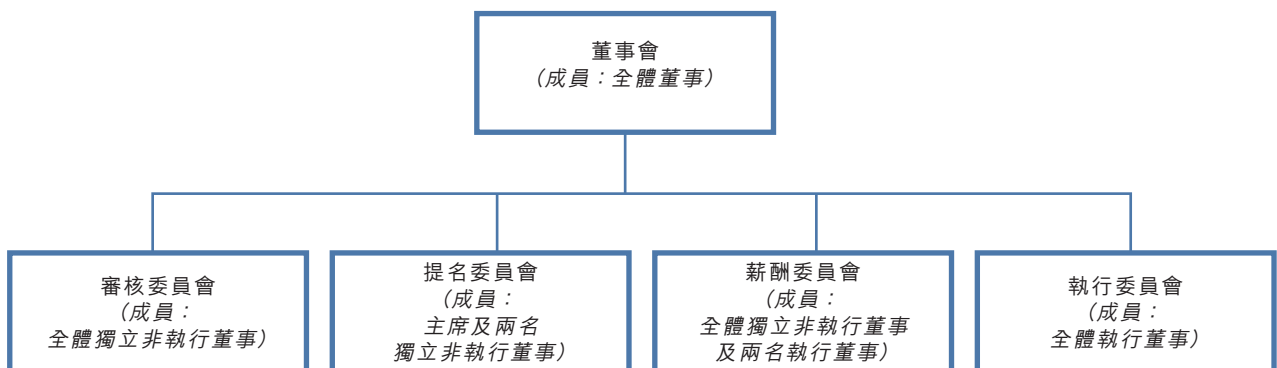 董事會
（成員：全體董事）
審核委員會
（成員：
全體獨立非執行董事）
提名委員會
（成員：
主席及兩名
獨立非執行董事）
薪酬委員會
（成員：
全體獨立非執行董事
及兩名執行董事）
執行委員會
（成員：
全體執行董事）